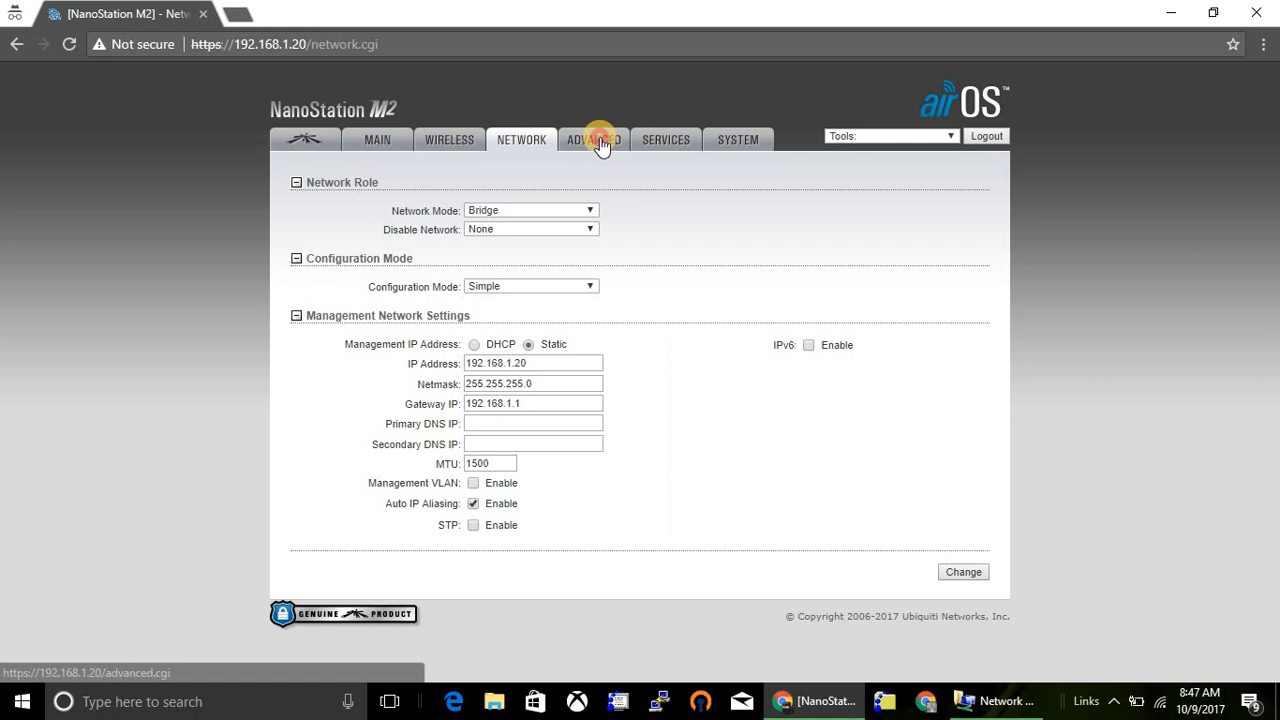 [NanoStation M2] - Netw
Not secure
https://192.168.1.20/network.cgi
NanoStation M2
airOS™
MAIN
WIRELESS
NETWORK
ADVANCED
SERVICES
SYSTEM
Tools:
Logout
Network Role
Network Mode: Bridge
Disable Network: None
Configuration Mode
Configuration Mode: Simple
Management Network Settings
Management IP Address: DHCP Static
IPv6: Enable
IP Address: 192.168.1.20
Netmask: 255.255.255.0
Gateway IP: 192.168.1.1
Primary DNS IP:
Secondary DNS IP:
MTU: 1500
Management VLAN: Enable
Auto IP Aliasing: Enable
STP: Enable
Change
GENUINE PRODUCT
© Copyright 2006-2017 Ubiquiti Networks, Inc.
https://192.168.1.20/advanced.cgi
Type here to search
[NanoStat...
Network ...
Links
8:47 AM
10/9/2017
9